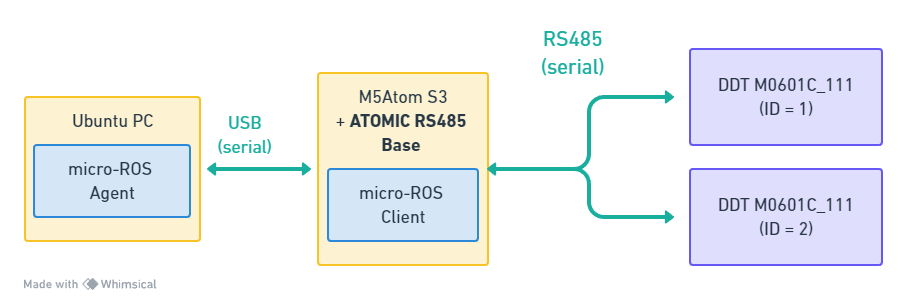 Ubuntu PC
micro-ROS
Agent
USB
(serial)
M5Atom S3
+ ATOMIC RS485
Base
micro-ROS
Client
RS485
(serial)
DDT M0601C_111
(ID = 1)
DDT M0601C_111
(ID = 2)
Made with Whimsical